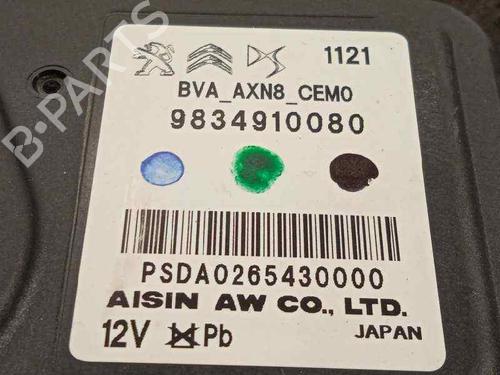 1121
BVA_AXN8_CEMO
9834910080
PSDA0265430000
AISIN AW CO., LTD.
12V Pb JAPAN
B-PARTS